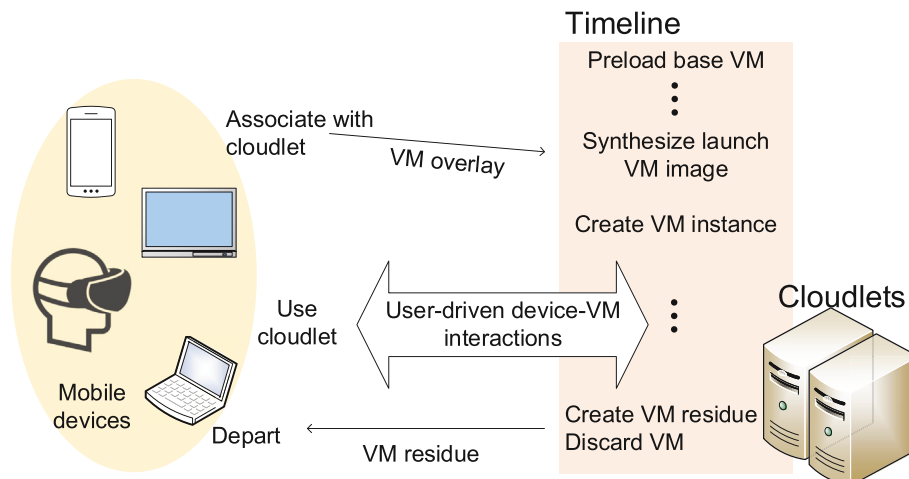 Timeline
Preload base VM
Associate with
cloudlet
VM overlay
Synthesize launch
VM image
Create VM instance
Use
cloudlet
User-driven device-VM
interactions
Cloudlets
Mobile
devices
Depart
VM residue
Create VM residue
Discard VM